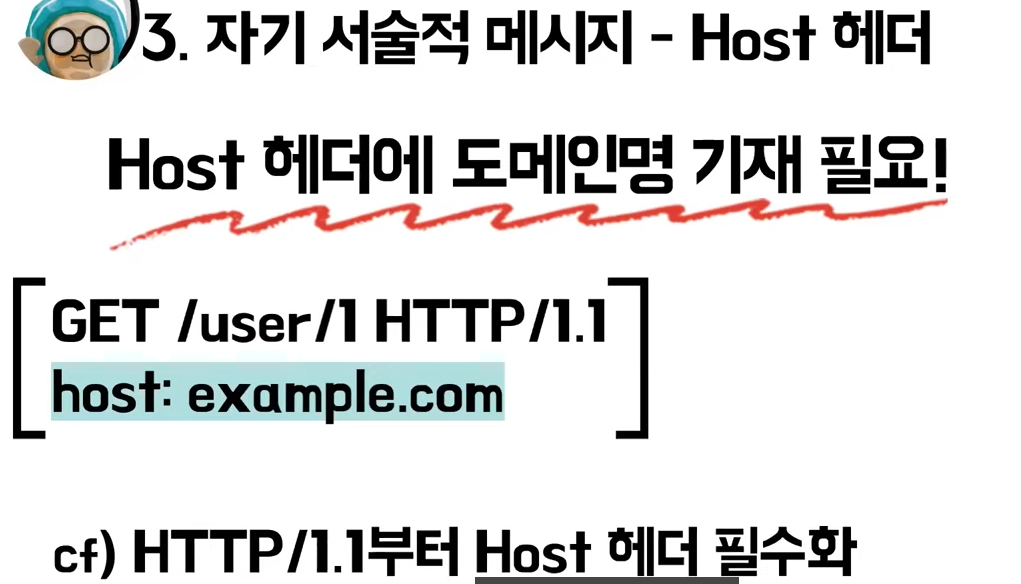 3. 자기 서술적 메시지 - Host 헤더
Host 헤더에 도메인명 기재 필요!
GET /user/1 HTTP/1.1
host: example.com
cf) HTTP/1.1부터 Host 헤더 필수화